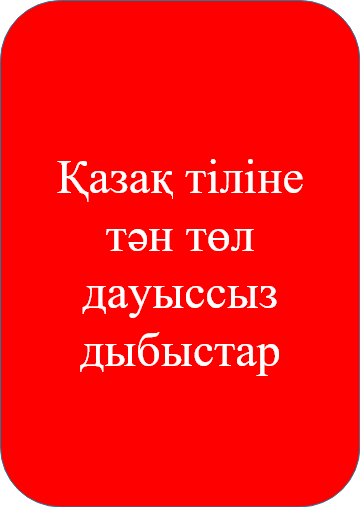 Қазақ тіліне
тән төл
дауыссыз
дыбыстар